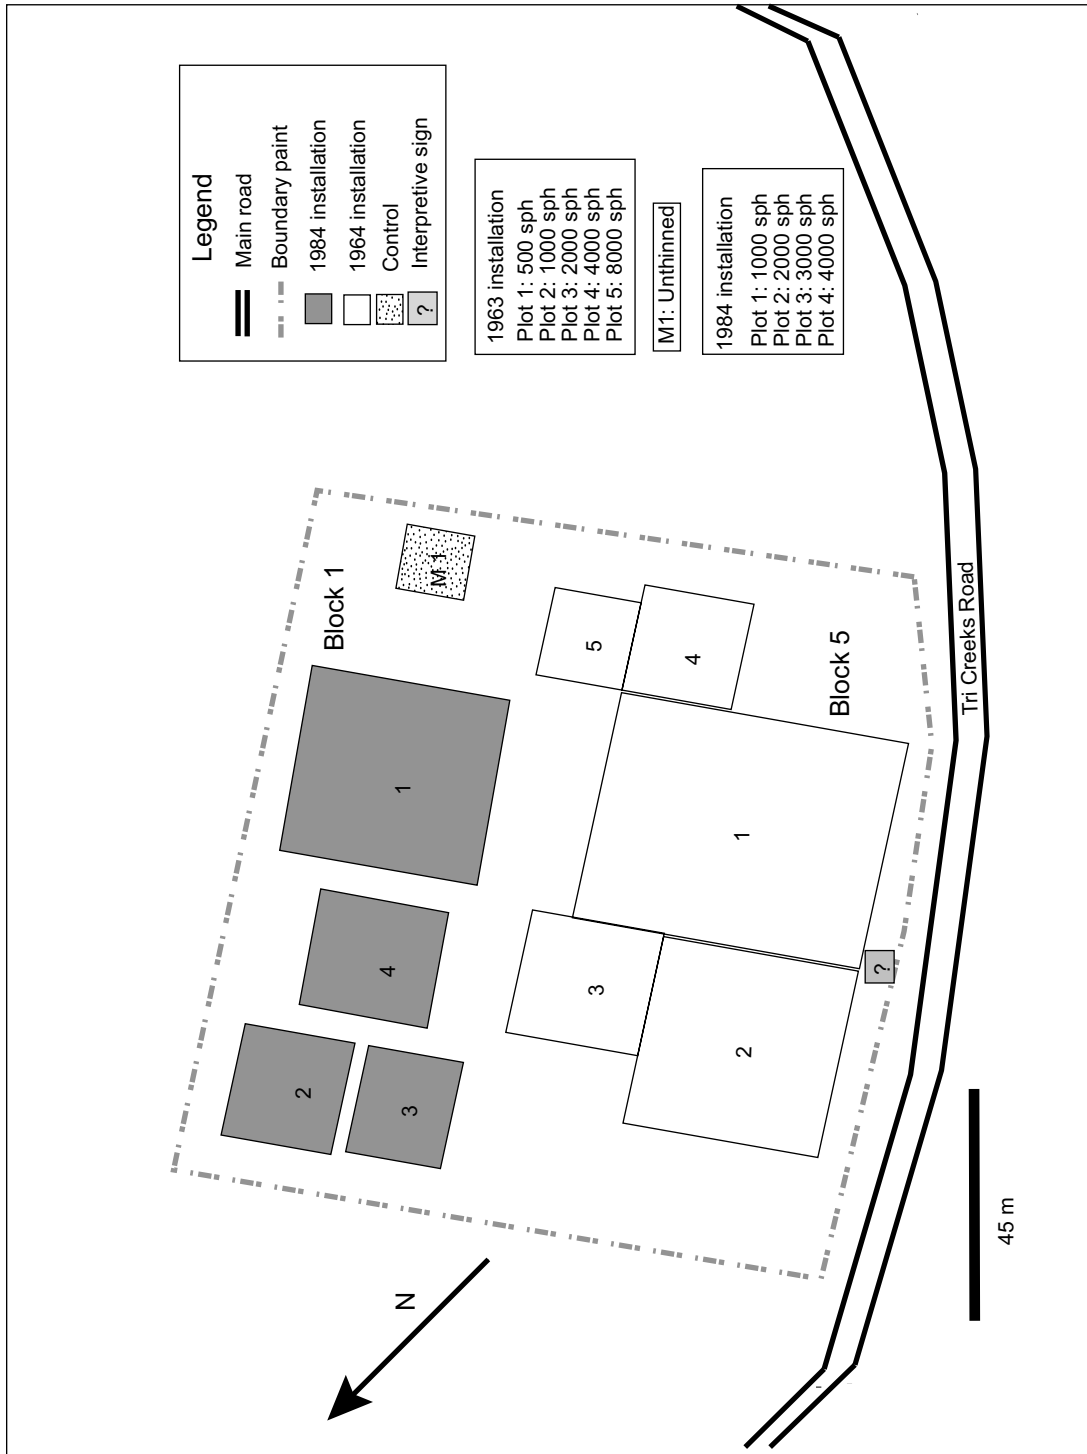 Legend
Main road
Boundary paint
1984 installation
1964 installation
Control
? Interpretive sign
1963 installation
Plot 1: 500 sph
Plot 2: 1000 sph
Plot 3: 2000 sph
Plot 4: 4000 sph
Plot 5: 8000 sph
M1: Unthinned
1984 installation
Plot 1: 1000 sph
Plot 2: 2000 sph
Plot 3: 3000 sph
Plot 4: 4000 sph
Block 1
M 1
1
4
2
3
5
4
Block 5
1
3
2
?
Tri Creeks Road
N
45 m